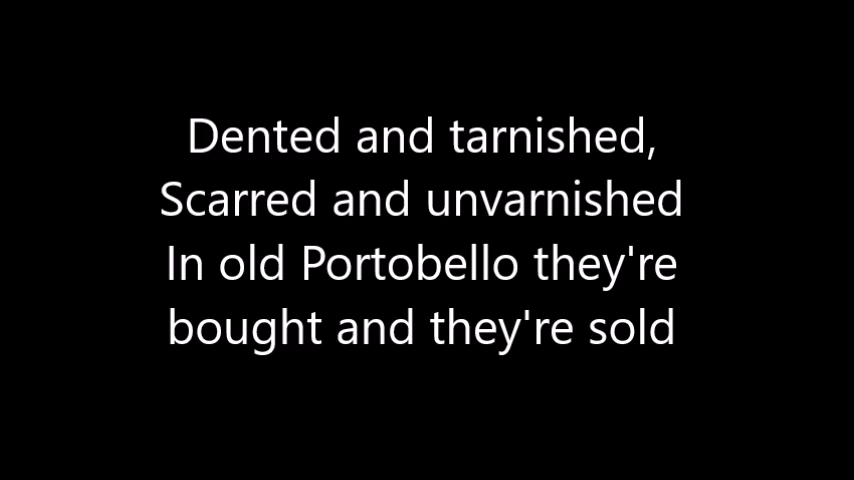 Dented and tarnished,
Scarred and unvarnished
In old Portobello they're
bought and they're sold